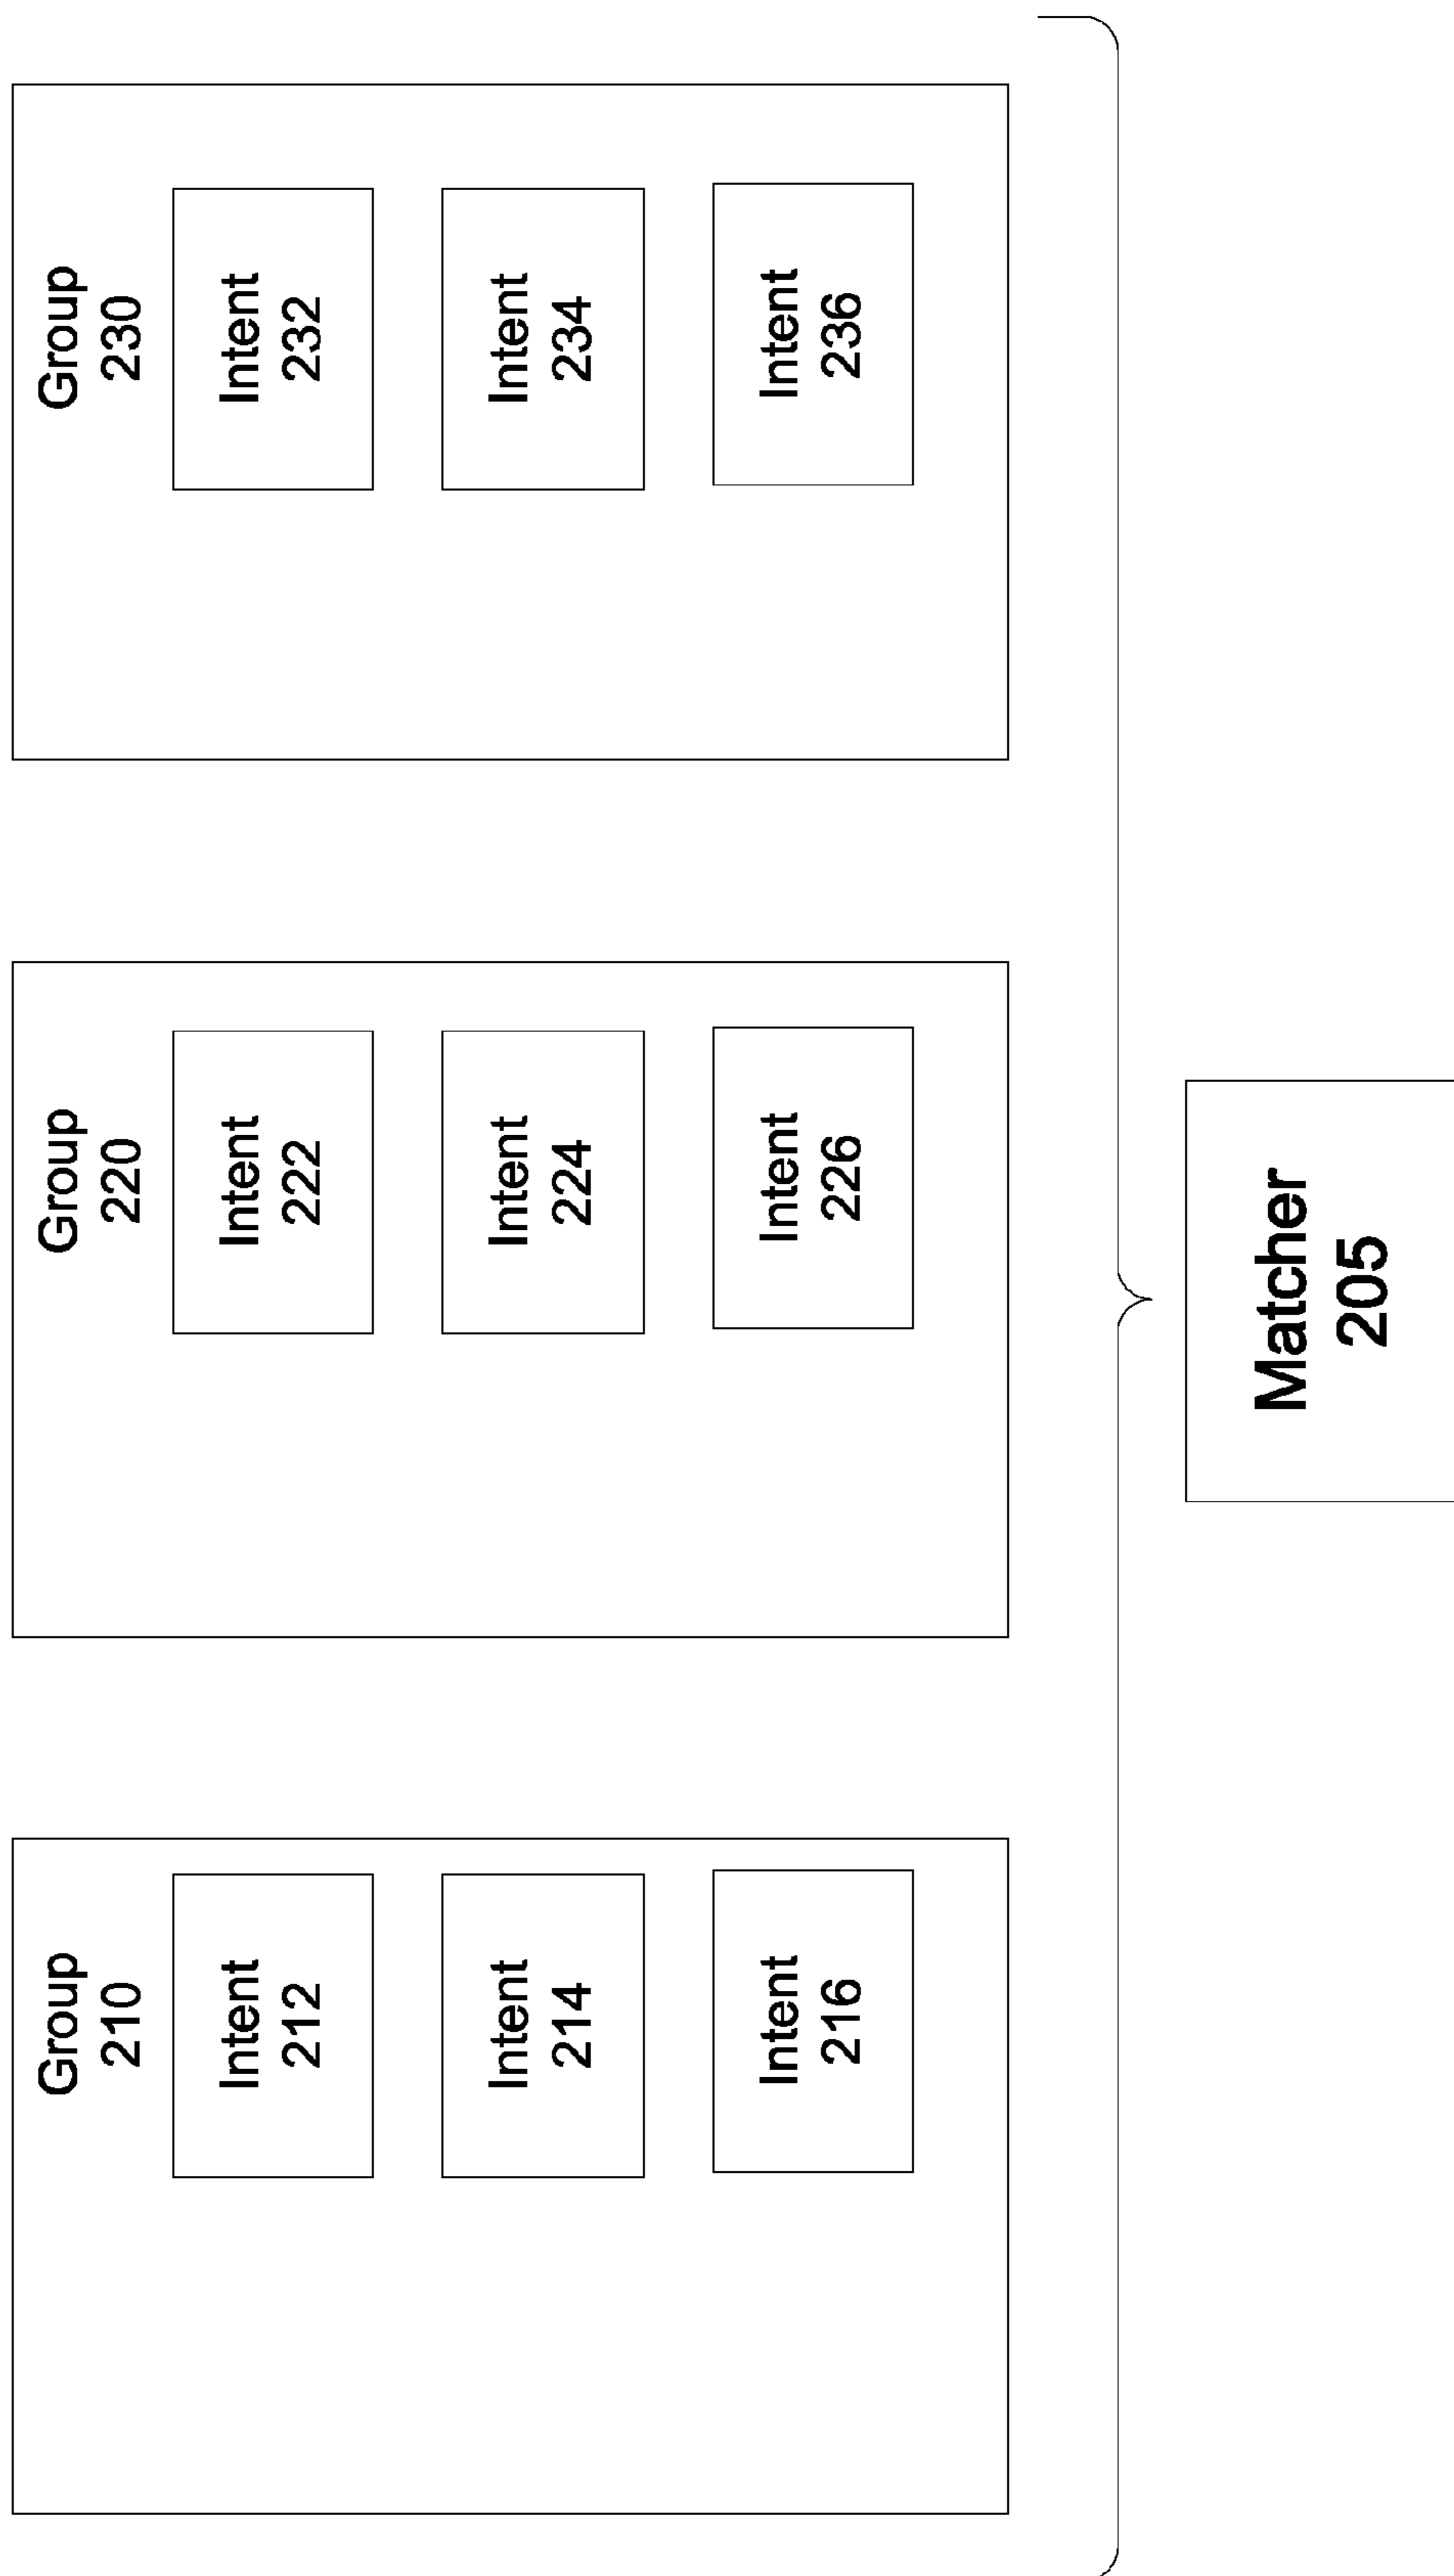 Group
210
Intent
212
Intent
214
Intent
216
Group
220
Intent
222
Intent
224
Intent
226
Group
230
Intent
232
Intent
234
Intent
236
Matcher
205